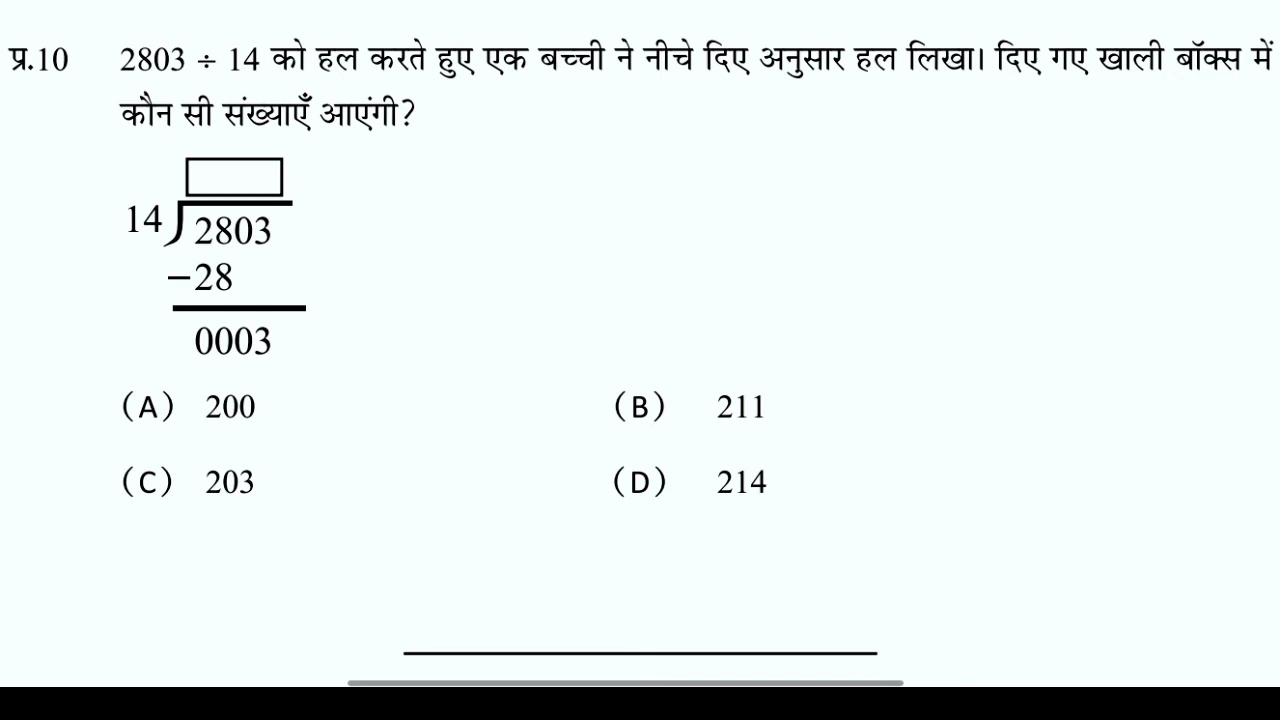 प्र.10 2803 ÷ 14 को हल करते हुए एक बच्ची ने नीचे दिए अनुसार हल लिखा। दिए गए खाली बॉक्स में
कौन सी संख्याएँ आएंगी?
14 2803
−28
0003
(A) 200 (B) 211
(C) 203 (D) 214